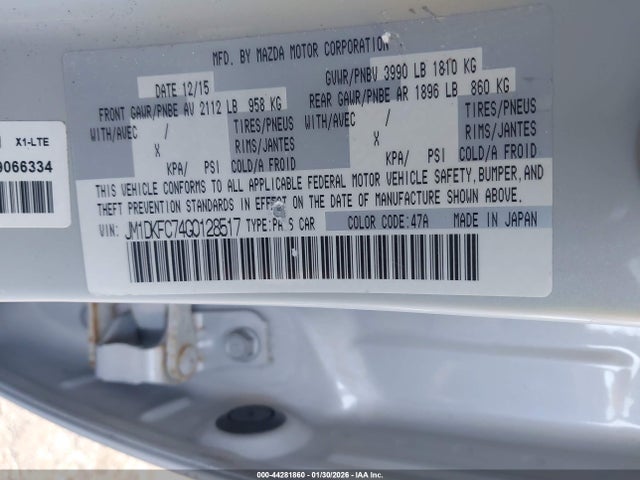 MFD. BY MAZDA MOTOR CORPORATION
DATE 12/15 GVWR/PNBV 3990 LB 1810 KG
FRONT GAWR/PNBE AV 2112 LB 958 KG REAR GAWR/PNBE AR 1896 LB 860 KG
WITH/AVEC / TIRES/PNEUS WITH/AVEC / TIRES/PNEUS
X RIMS/JANTES X RIMS/JANTES
KPA/ PSI COLD/A FROID KPA/ PSI COLD/A FROID
THIS VEHICLE CONFORMS TO ALL APPLICABLE FEDERAL MOTOR VEHICLE SAFETY, BUMPER, AND
THEFT PREVENTION STANDARDS IN EFFECT ON THE DATE OF MANUFACTURE SHOWN ABOVE.
VIN: JM1DKFC74G0128517 TYPE: PA S CAR COLOR CODE: 47A MADE IN JAPAN
X1-LTE
9066334
000-44281860 - 01/30/2026 - IAA Inc.